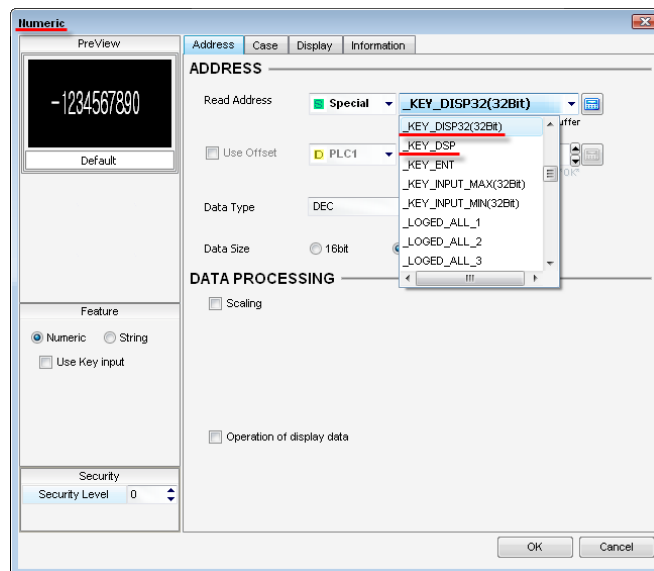 Numeric
PreView
-1234567890
Default
Feature
Numeric String
Use Key input
Security
Security Level 0
Address Case Display Information
ADDRESS
Read Address S Special _KEY_DISP32(32Bit)
_KEY_DISP32(32Bit)
_KEY_DSP
_KEY_ENT
_KEY_INPUT_MAX(32Bit)
_KEY_INPUT_MIN(32Bit)
_LOGED_ALL_1
_LOGED_ALL_2
_LOGED_ALL_3
Use Offset D PLC1
Data Type DEC
Data Size 16bit
DATA PROCESSING
Scaling
Operation of display data
OK Cancel